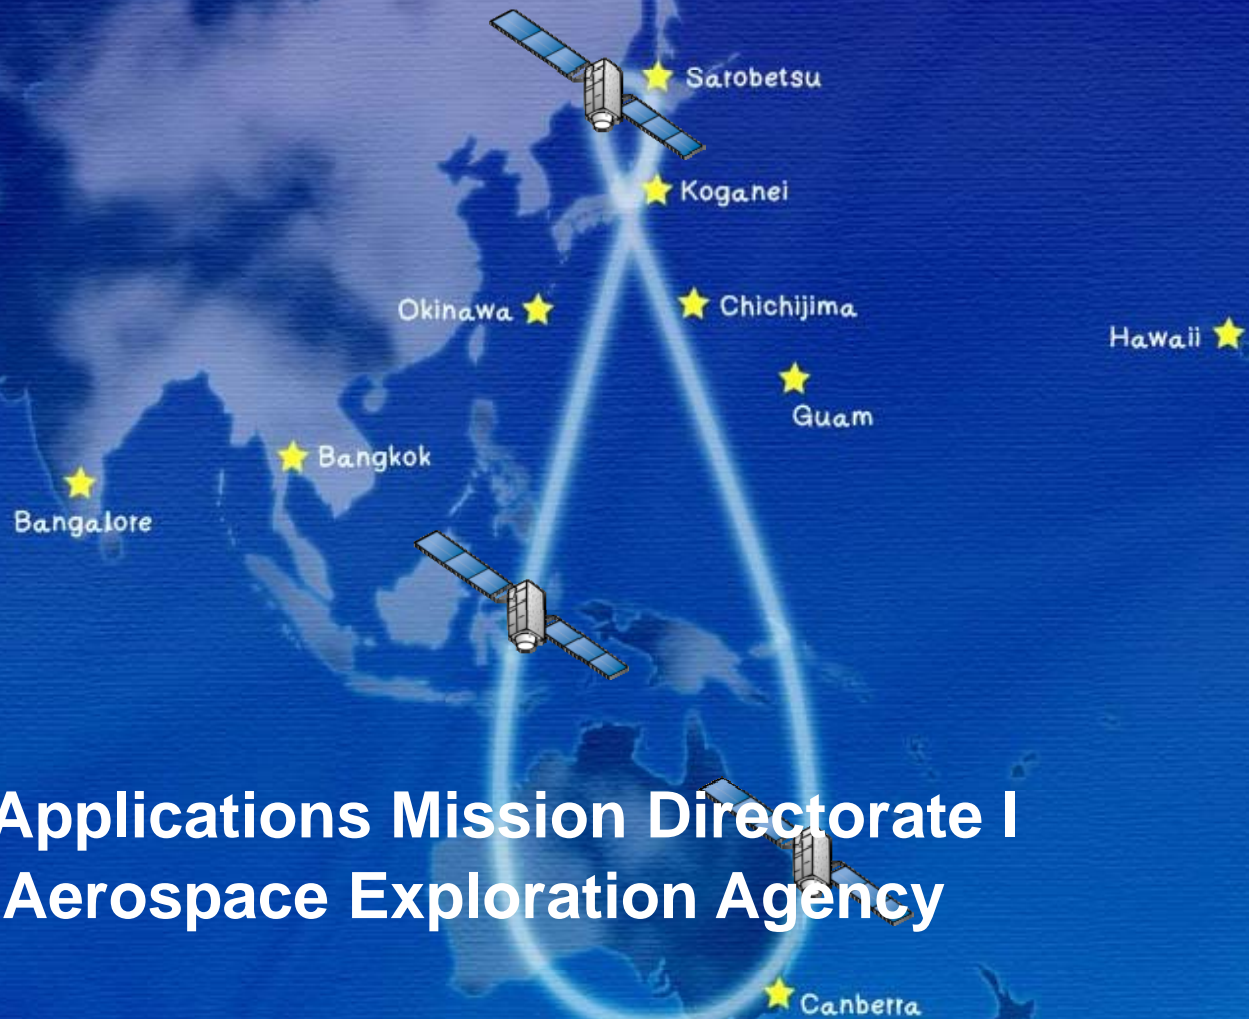 Sarobetsu
Koganei
Okinawa
Chichijima
Hawaii
Guam
Bangkok
Bangalore
Applications Mission Directorate I
Aerospace Exploration Agency
Canberra